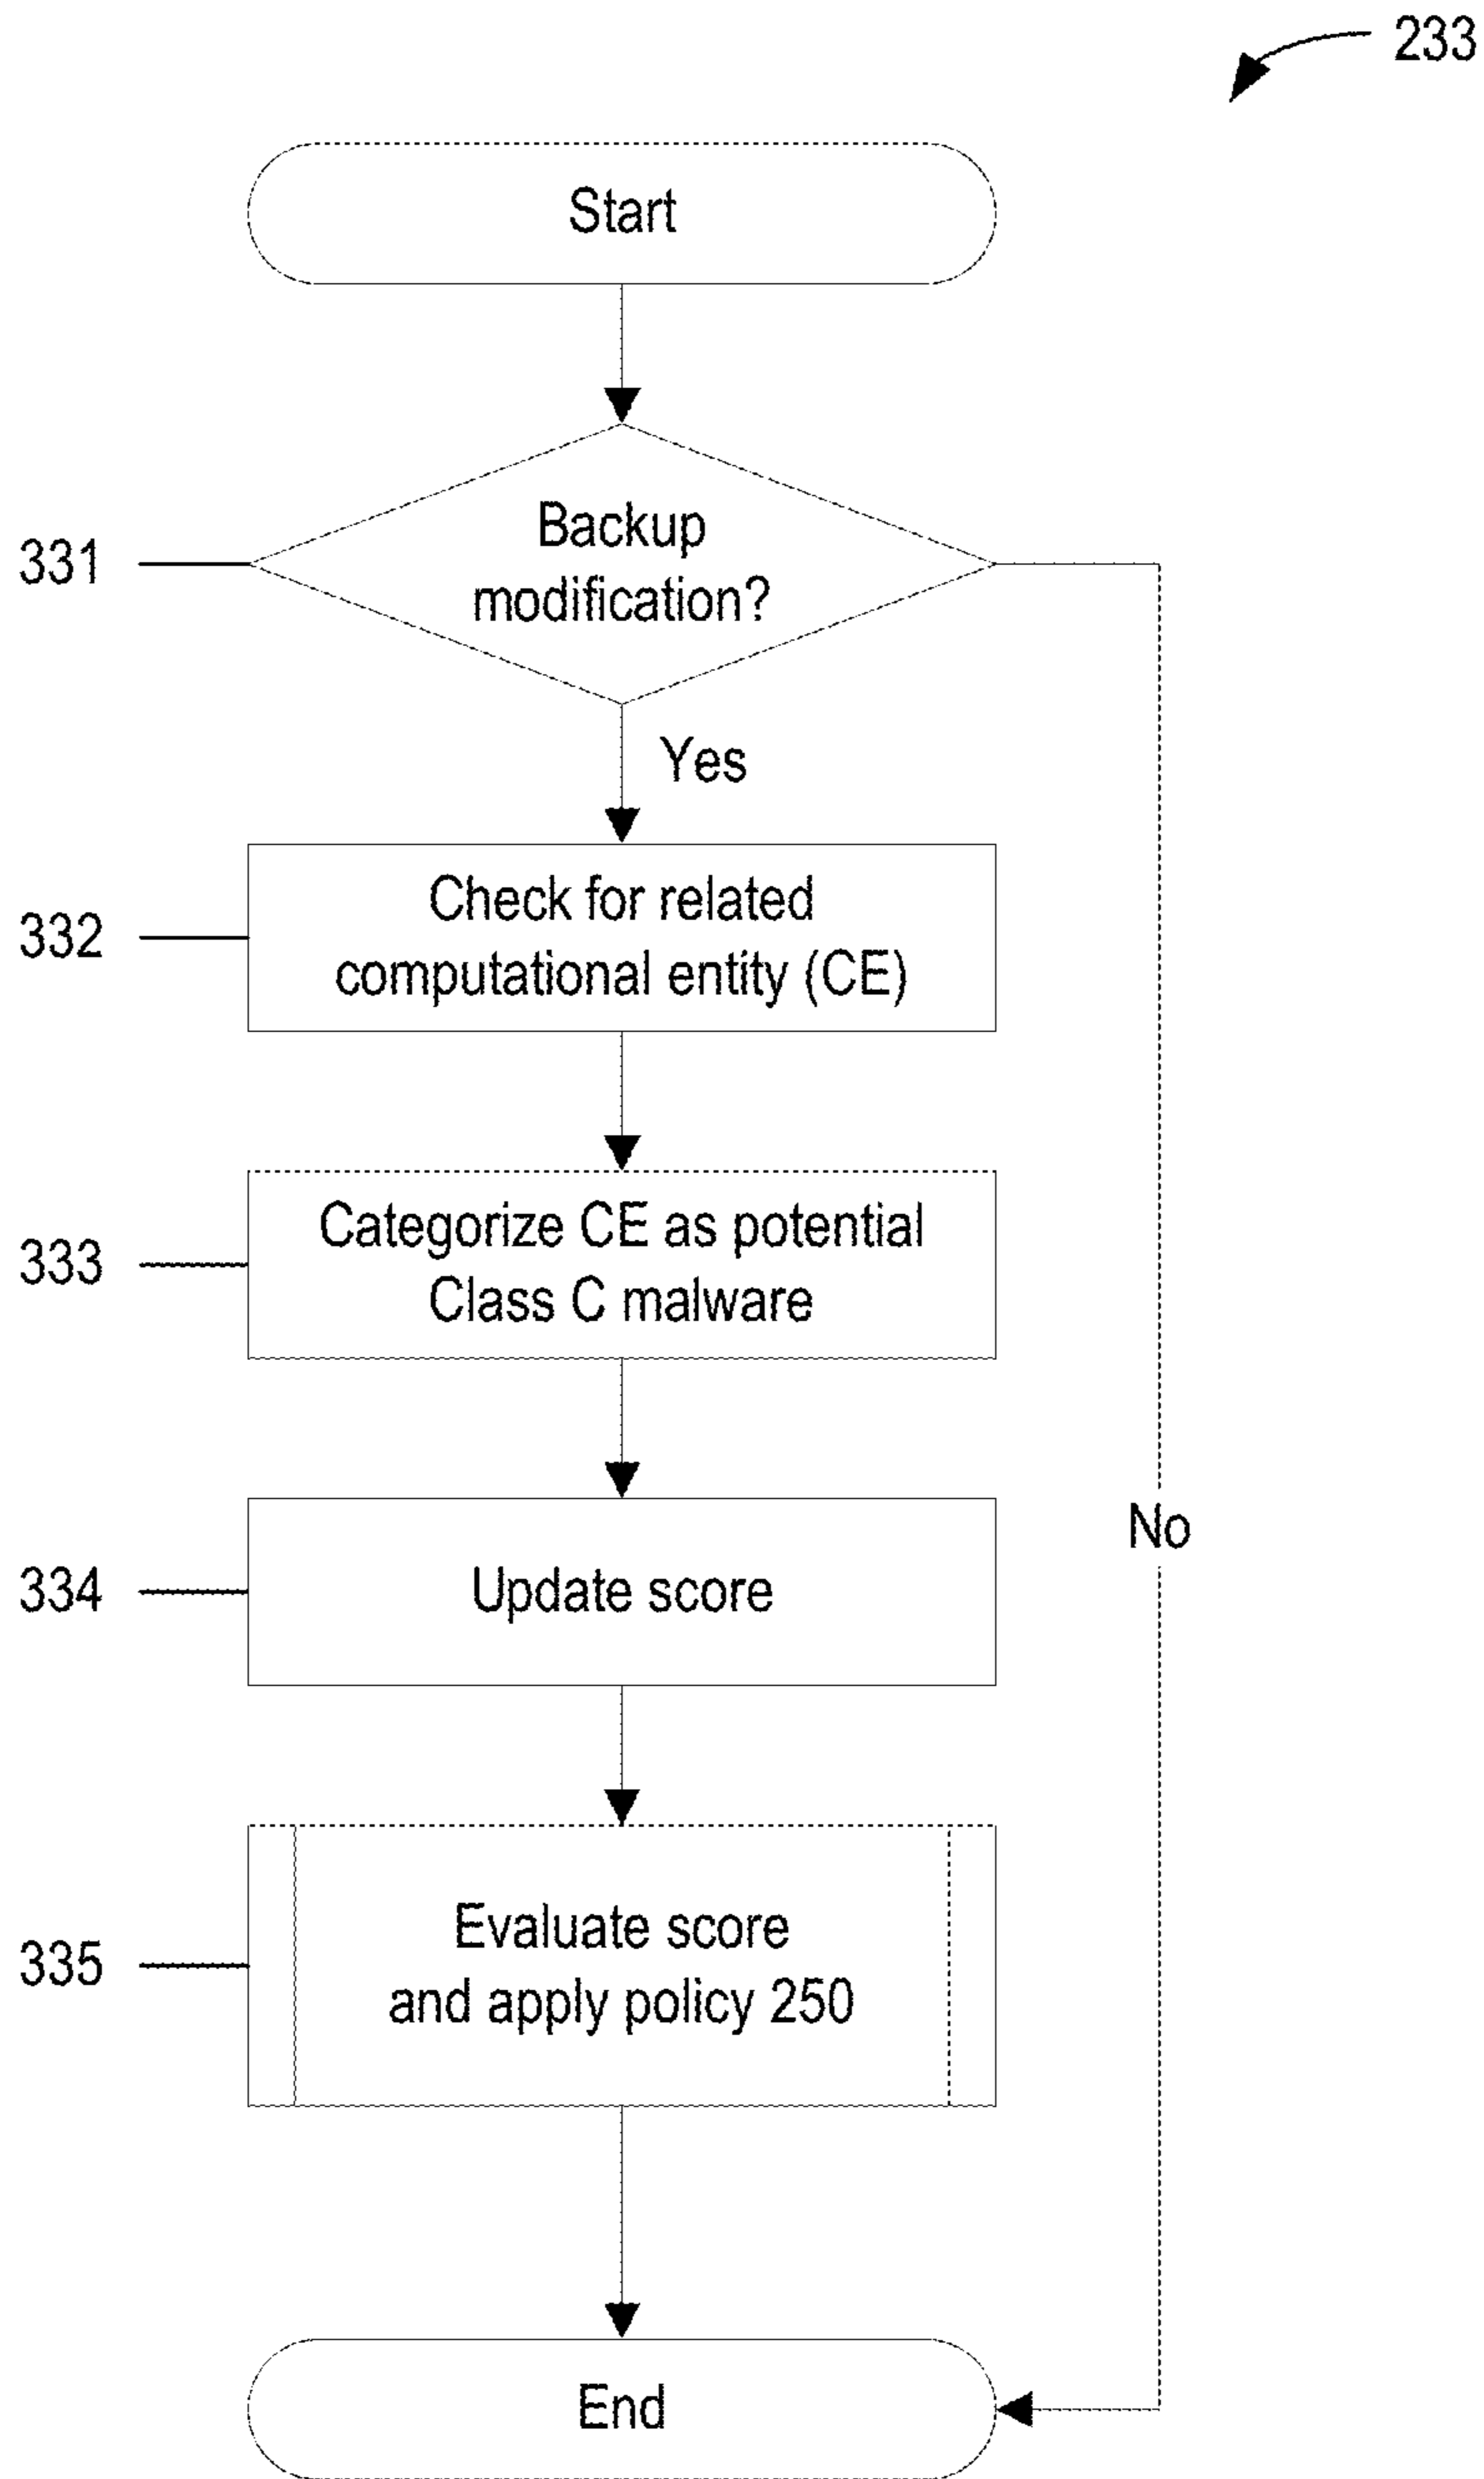 233
Start
331
Backup
modification?
Yes
332
Check for related
computational entity (CE)
333
Categorize CE as potential
Class C malware
334
Update score
No
335
Evaluate score
and apply policy 250
End